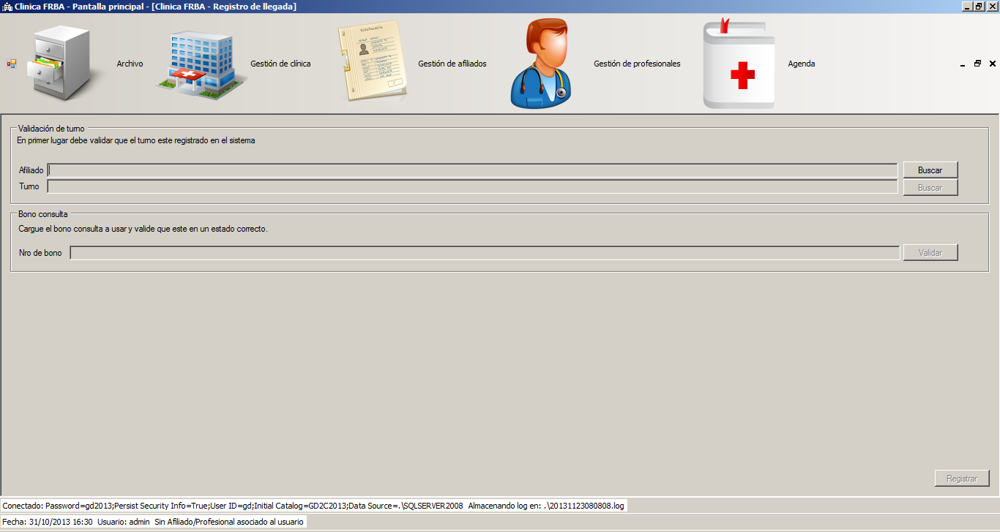 Clinica FRBA - Pantalla principal - [Clinica FRBA - Registro de llegada]
Archivo
Gestión de clínica
Gestión de afiliados
Gestión de profesionales
Agenda
Validación de turno
En primer lugar debe validar que el turno este registrado en el sistema
Afiliado
Buscar
Turno
Buscar
Bono consulta
Cargue el bono consulta a usar y valide que este en un estado correcto.
Nro de bono
Validar
Registrar
Conectado: Password=gd2013;Persist Security Info=True;User ID=gd;Initial Catalog=GD2C2013;Data Source=.\SQLSERVER2008 Almacenando log en: .\20131123080808.log
Fecha: 31/10/2013 16:30 Usuario: admin Sin Afiliado/Profesional asociado al usuario